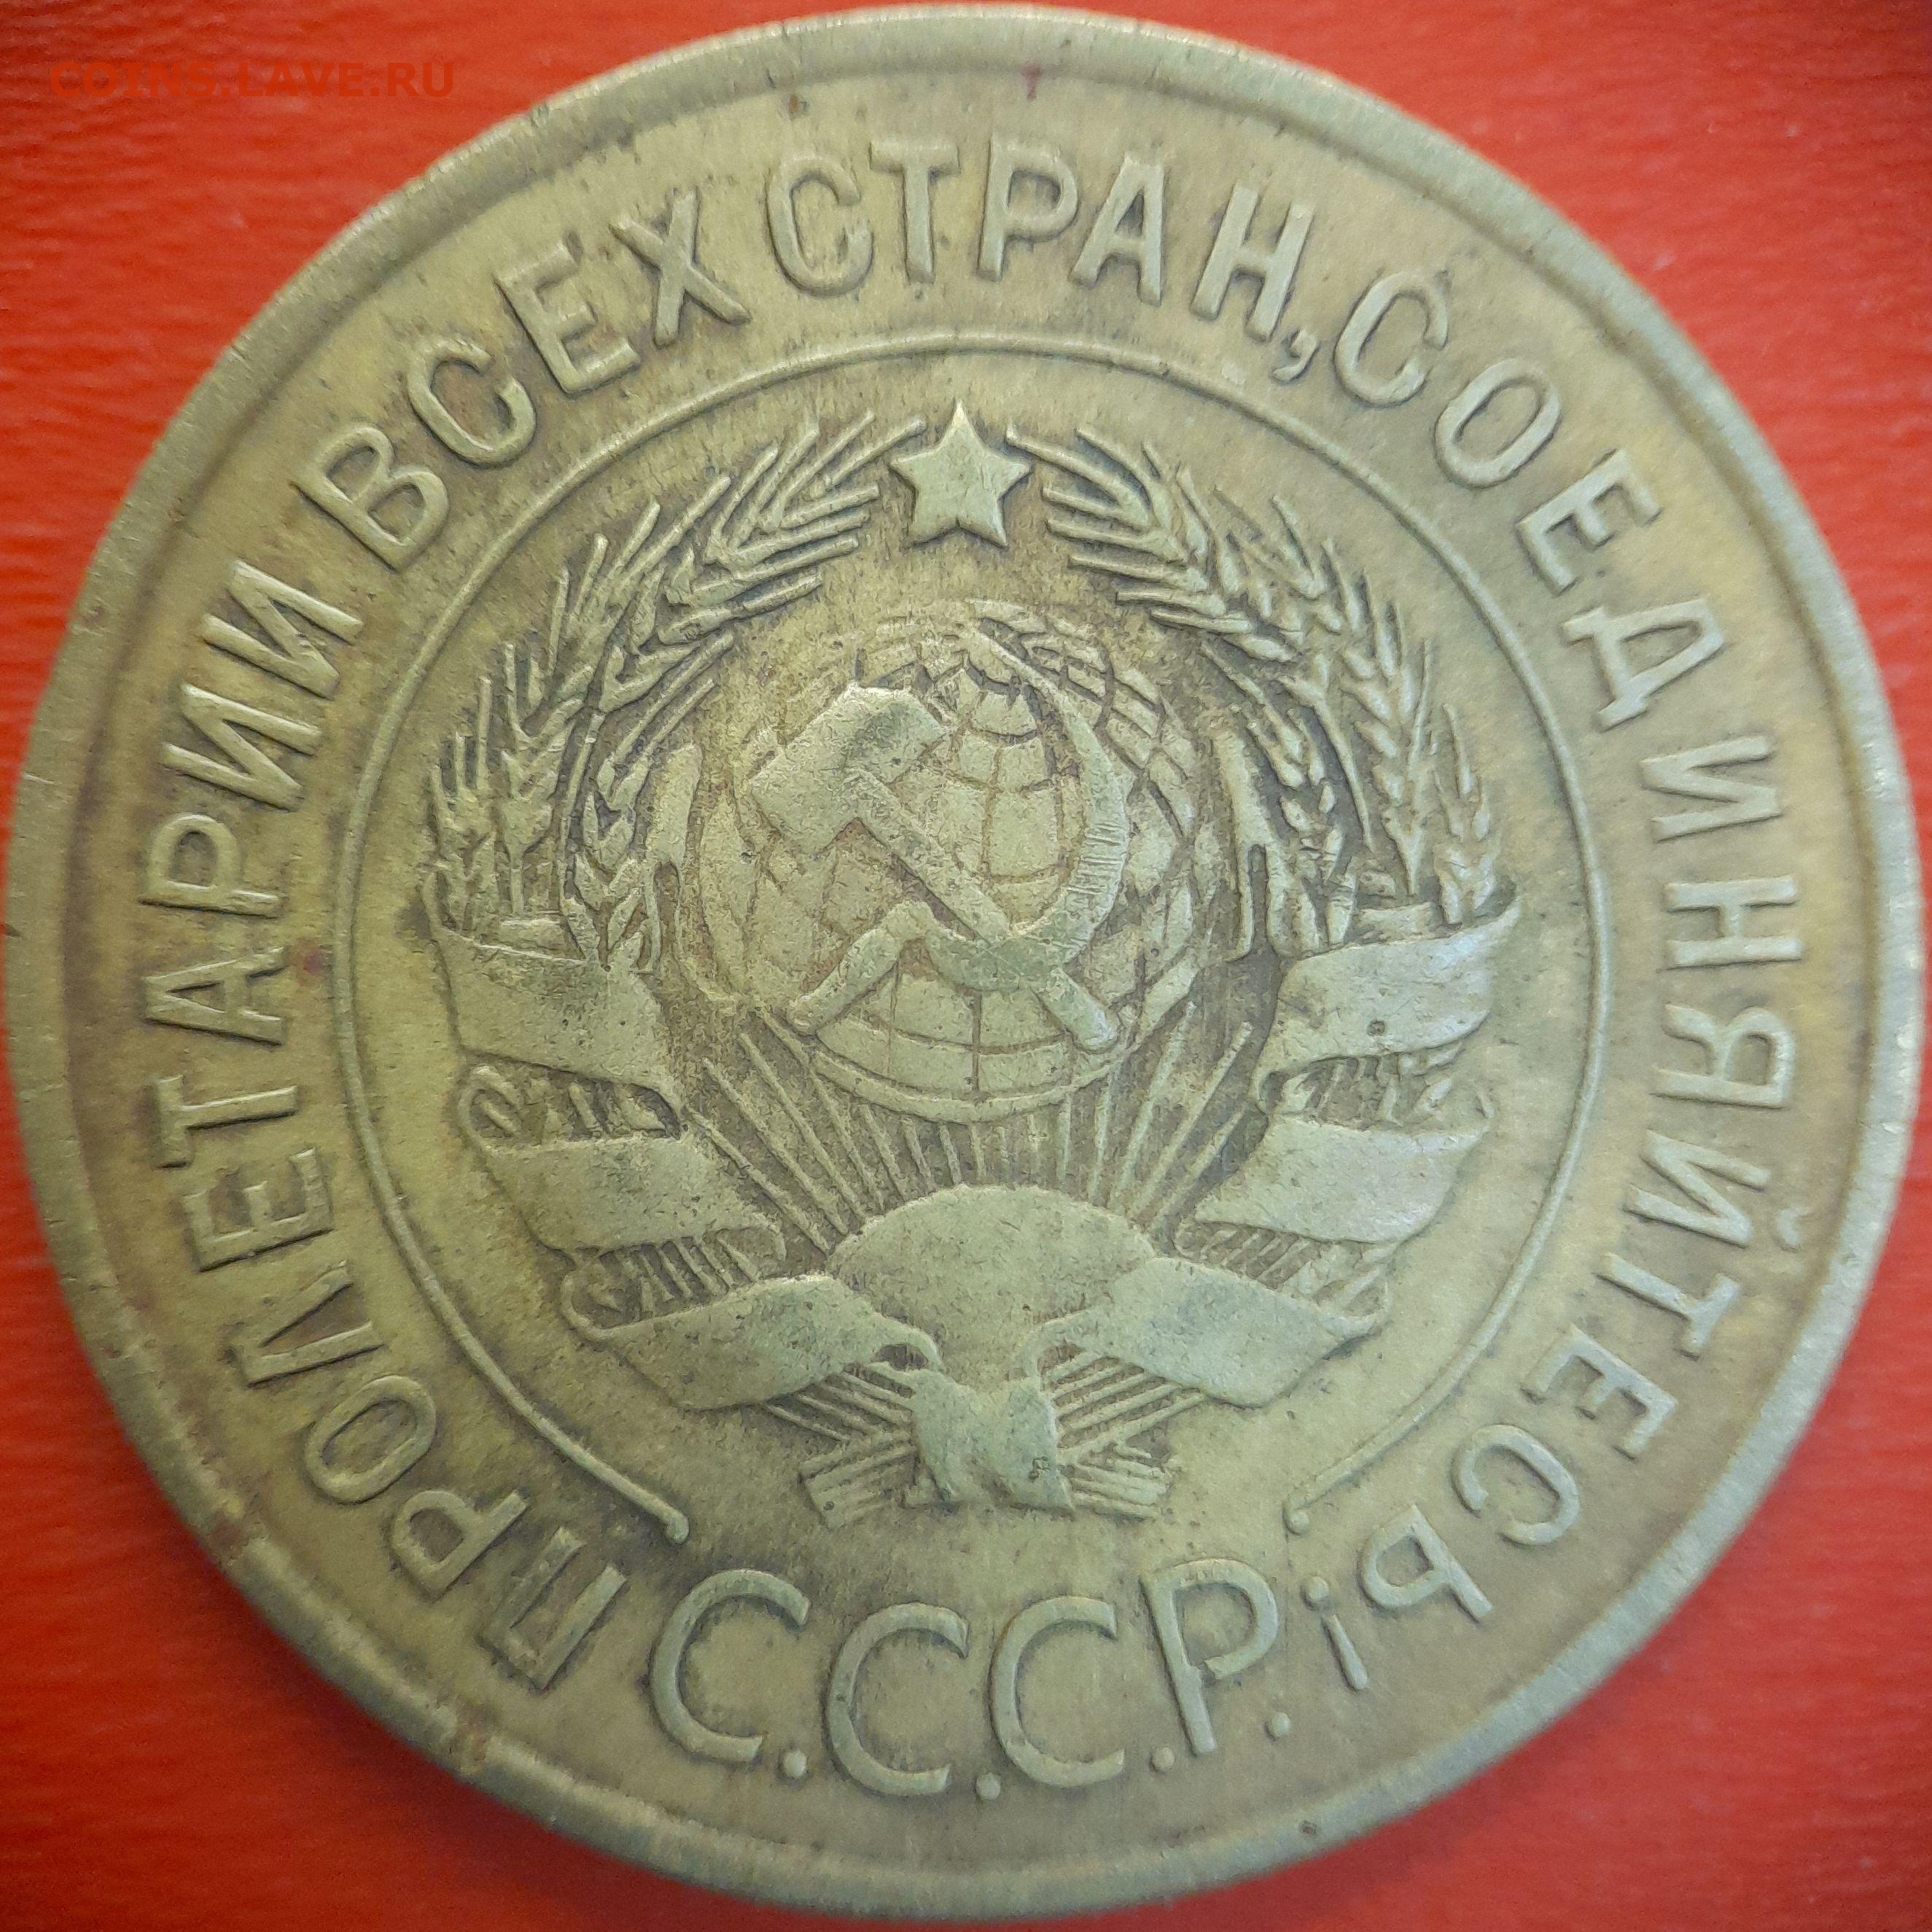 COINS.LAVE.RU
ПРОЛЕТАРИИ ВСЕХ СТРАН, СОЕДИНЯЙТЕСЬ!
С.С.С.Р.